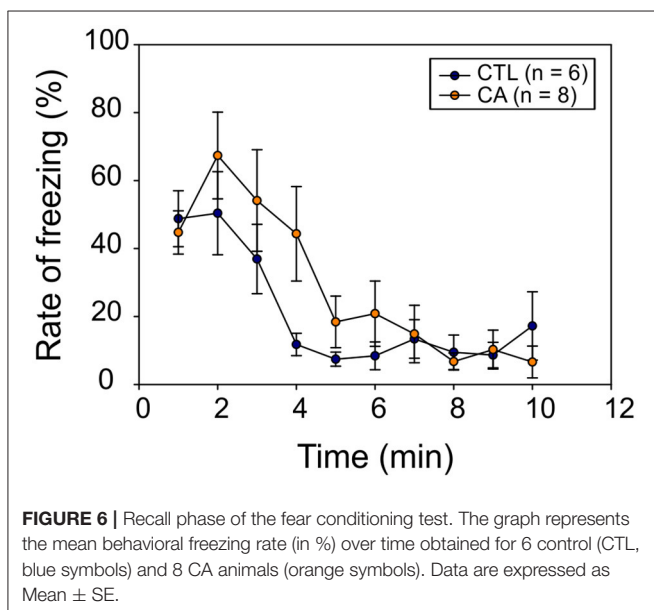 100
80
60
40
20
0
Rate of freezing (%)
CTL (n = 6)
CA (n = 8)
0 2 4 6 8 10 12
Time (min)
FIGURE 6 | Recall phase of the fear conditioning test. The graph represents
the mean behavioral freezing rate (in %) over time obtained for 6 control (CTL,
blue symbols) and 8 CA animals (orange symbols). Data are expressed as
Mean ± SE.